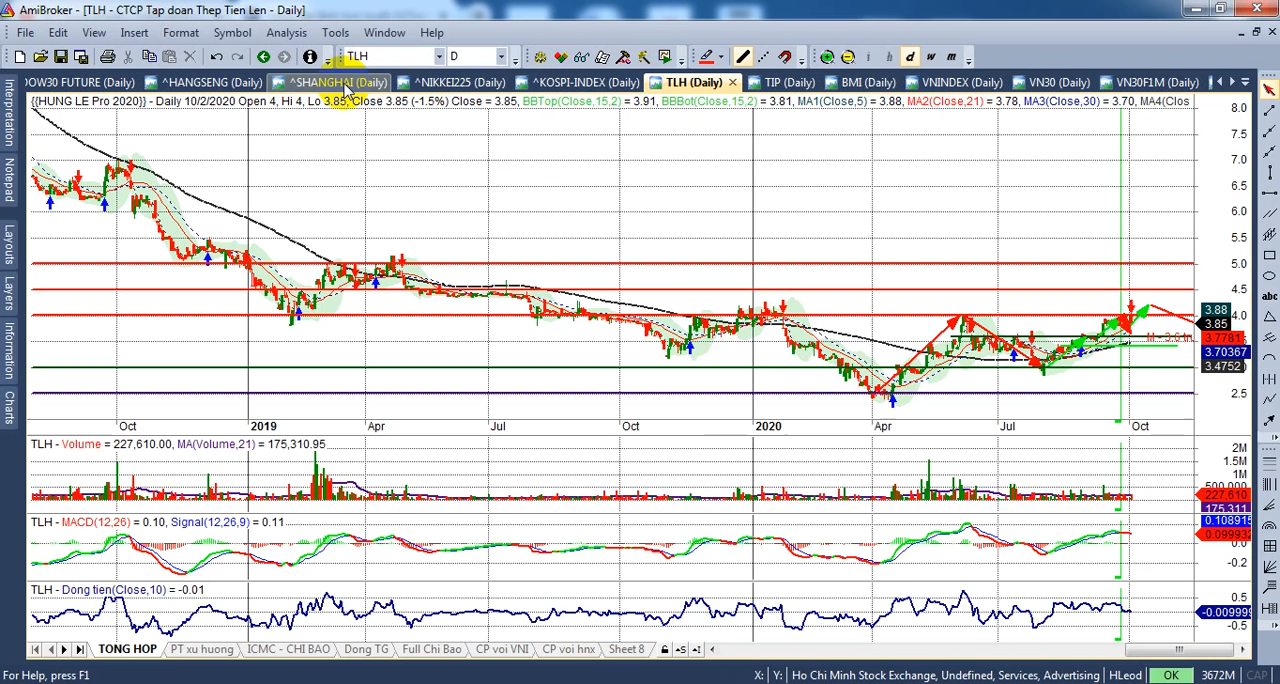 AmiBroker - [TLH - CTCP Tap doan Thep Tien Len - Daily]
File Edit View Insert Format Symbol Analysis Tools Window Help
TLH D i h d w m
OW30 FUTURE (Daily) ^HANGSENG (Daily) ^SHANGHAI (Daily) ^NIKKEI225 (Daily) ^KOSPI-INDEX (Daily) TLH (Daily) TIP (Daily) BMI (Daily) VNINDEX (Daily) VN30 (Daily) VN30F1M (Daily)
{{HUNG LE Pro 2020}} - Daily 10/2/2020 Open 4, Hi 4, Lo 3.85, Close 3.85 (-1.5%) Close = 3.85, BBTop(Close,15,2) = 3.91, BBBot(Close,15,2) = 3.81, MA1(Close,5) = 3.88, MA2(Close,21) = 3.78, MA3(Close,30) = 3.70, MA4(Clos
Interpretation
Notepad
Layouts
Layers
Information
Charts
abc
8.0
7.5
7.0
6.5
6.0
5.5
5.0
4.5
3.88
4.0
3.85
3.7781
3.70367
3.4752
2.5
Oct 2019 Apr Jul Oct 2020 Apr Jul Oct
TLH - Volume = 227,610.00, MA(Volume,21) = 175,310.95
2M
1.5M
1M
500,000
227,610
175,311
TLH - MACD(12,26) = 0.10, Signal(12,26,9) = 0.11
0.108915
0.099932
0.0
-0.2
TLH - Dong tien(Close,10) = -0.01
0.5
-0.009999
-0.5
TONG HOP PT xu huong ICMC - CHI BAO Dong TG Full Chi Bao CP voi VNI CP voi hnx Sheet 8
For Help, press F1 X: Y: Ho Chi Minh Stock Exchange, Undefined, Services, Advertising HLeod OK 3672M CAP